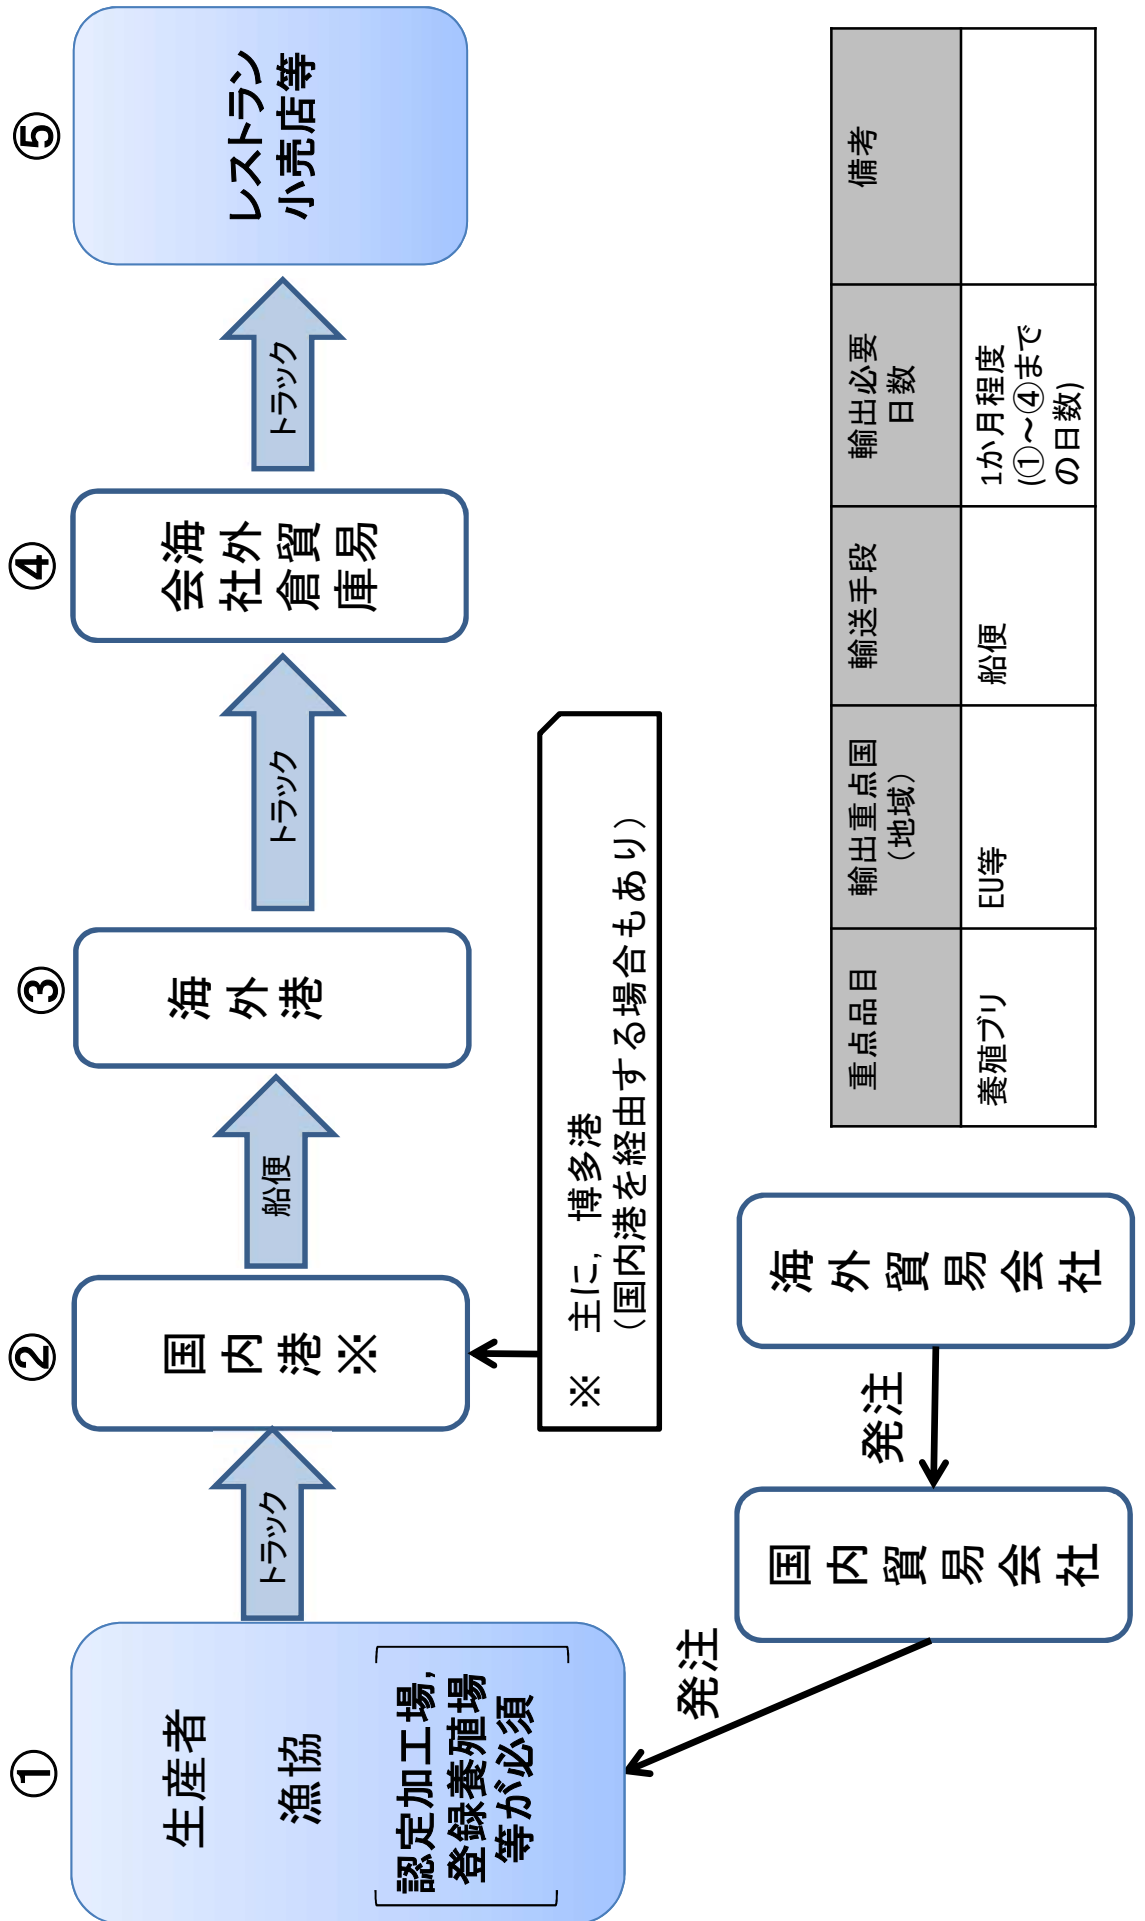 ①
生産者
漁協
認定加工場,
登録養殖場
等が必須
トラック
②
国内港※
船便
③
海外港
トラック
④
海外貿易
会社倉庫
トラック
⑤
レストラン
小売店等
※ 主に, 博多港
（国内港を経由する場合もあり）
発注
国内貿易会社
発注
海外貿易会社
重点品目
輸出重点国
（地域）
輸送手段
輸出必要
日数
備考
養殖ブリ
EU等
船便
1か月程度
(①～④まで
の日数)